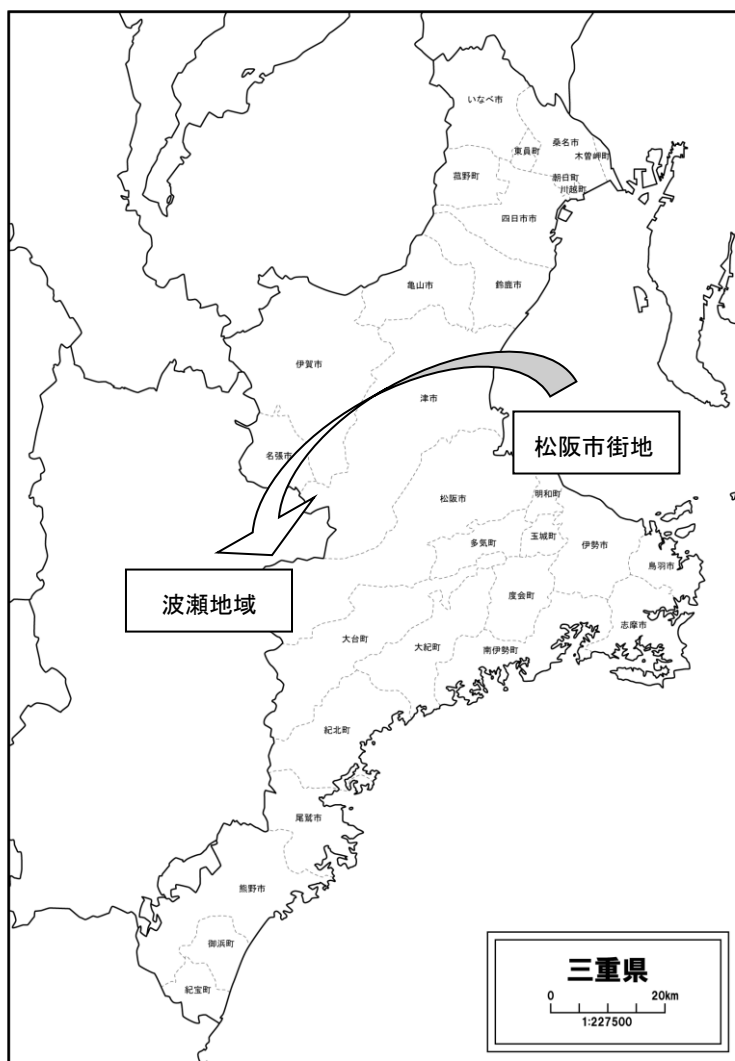 いなべ市
桑名市
東員町
木曽岬町
菰野町
朝日町
川越町
四日市市
亀山市
鈴鹿市
伊賀市
津市
松阪市街地
名張市
松阪市
明和町
玉城町
多気町
伊勢市
鳥羽市
波瀬地域
度会町
志摩市
大台町
大紀町
南伊勢町
紀北町
尾鷲市
熊野市
御浜町
紀宝町
三重県
0 20km
1:227500